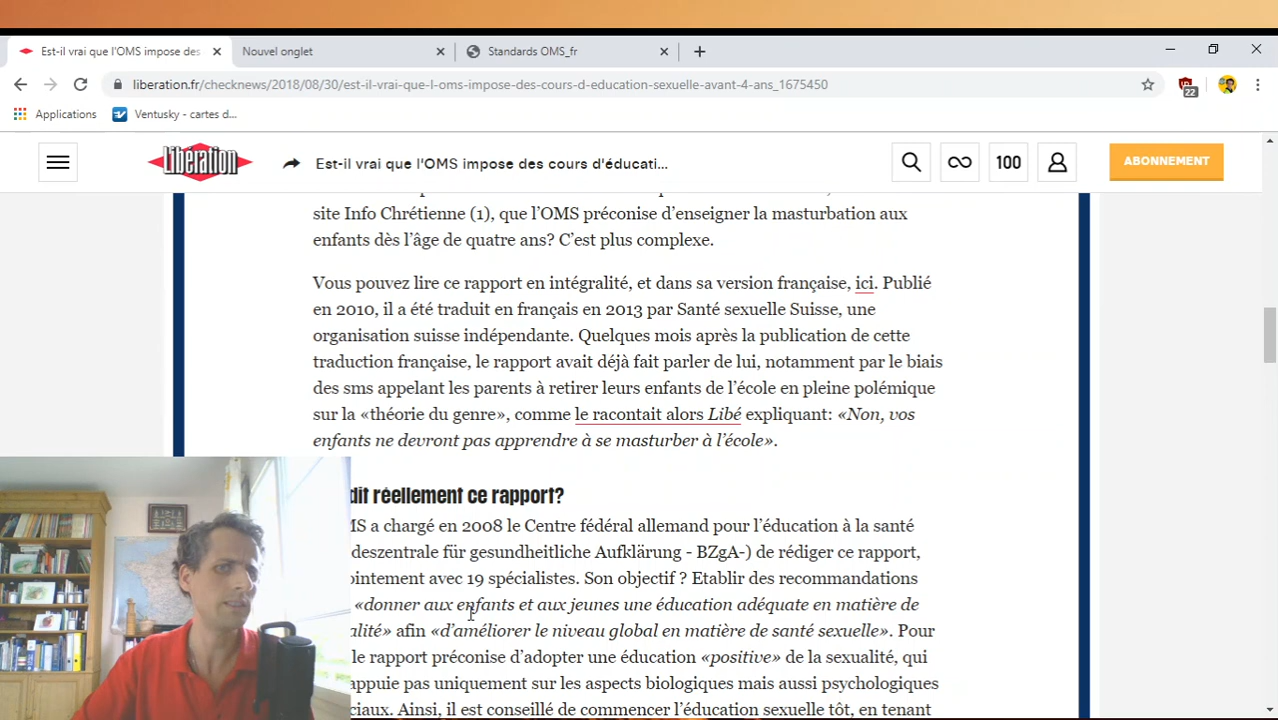 Est-il vrai que l'OMS impose des
Nouvel onglet
Standards OMS_fr
liberation.fr/checknews/2018/08/30/est-il-vrai-que-l-oms-impose-des-cours-d-education-sexuelle-avant-4-ans_1675450
22
Applications
Ventusky - cartes d...
Libération
Est-il vrai que l'OMS impose des cours d'éducati...
100
ABONNEMENT
site Info Chrétienne (1), que l'OMS préconise d'enseigner la masturbation aux
enfants dès l'âge de quatre ans? C'est plus complexe.
Vous pouvez lire ce rapport en intégralité, et dans sa version française, ici. Publié
en 2010, il a été traduit en français en 2013 par Santé sexuelle Suisse, une
organisation suisse indépendante. Quelques mois après la publication de cette
traduction française, le rapport avait déjà fait parler de lui, notamment par le biais
des sms appelant les parents à retirer leurs enfants de l'école en pleine polémique
sur la «théorie du genre», comme le racontait alors Libé expliquant: «Non, vos
enfants ne devront pas apprendre à se masturber à l'école».
dit réellement ce rapport?
MS a chargé en 2008 le Centre fédéral allemand pour l'éducation à la santé
deszentrale für gesundheitliche Aufklärung - BZgA-) de rédiger ce rapport,
ointement avec 19 spécialistes. Son objectif ? Etablir des recommandations
«donner aux enfants et aux jeunes une éducation adéquate en matière de
alité» afin «d'améliorer le niveau global en matière de santé sexuelle». Pour
le rapport préconise d'adopter une éducation «positive» de la sexualité, qui
appuie pas uniquement sur les aspects biologiques mais aussi psychologiques
ciaux. Ainsi, il est conseillé de commencer l'éducation sexuelle tôt, en tenant